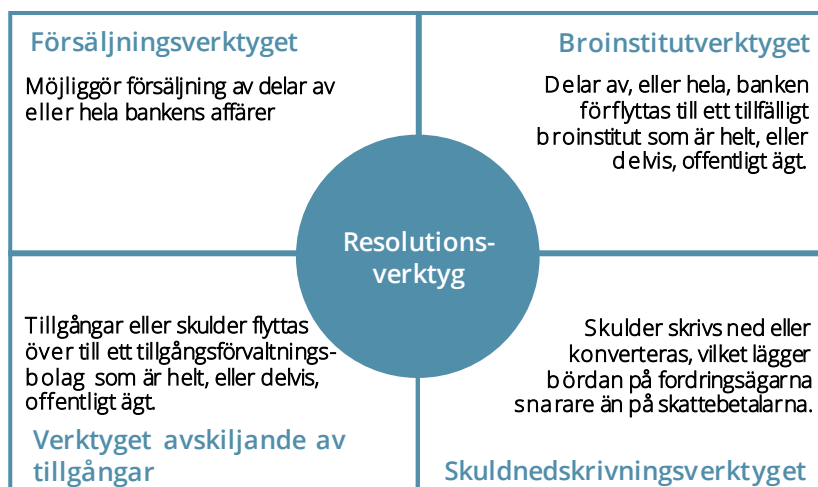 Försäljningsverktyget
Möjliggör försäljning av delar av
eller hela bankens affärer
Broinstitutverktyget
Delar av, eller hela, banken
förflyttas till ett tillfälligt
broinstitut som är helt, eller
delvis, offentligt ägt.
Resolutions-
verktyg
Tillgångar eller skulder flyttas
över till ett tillgångsförvaltnings-
bolag som är helt, eller delvis,
offentligt ägt.
Verktyget avskiljande av
tillgångar
Skulder skrivs ned eller
konverteras, vilket lägger
bördan på fordringsägarna
snarare än på skattebetalarna.
Skuldnedskrivningsverktyget